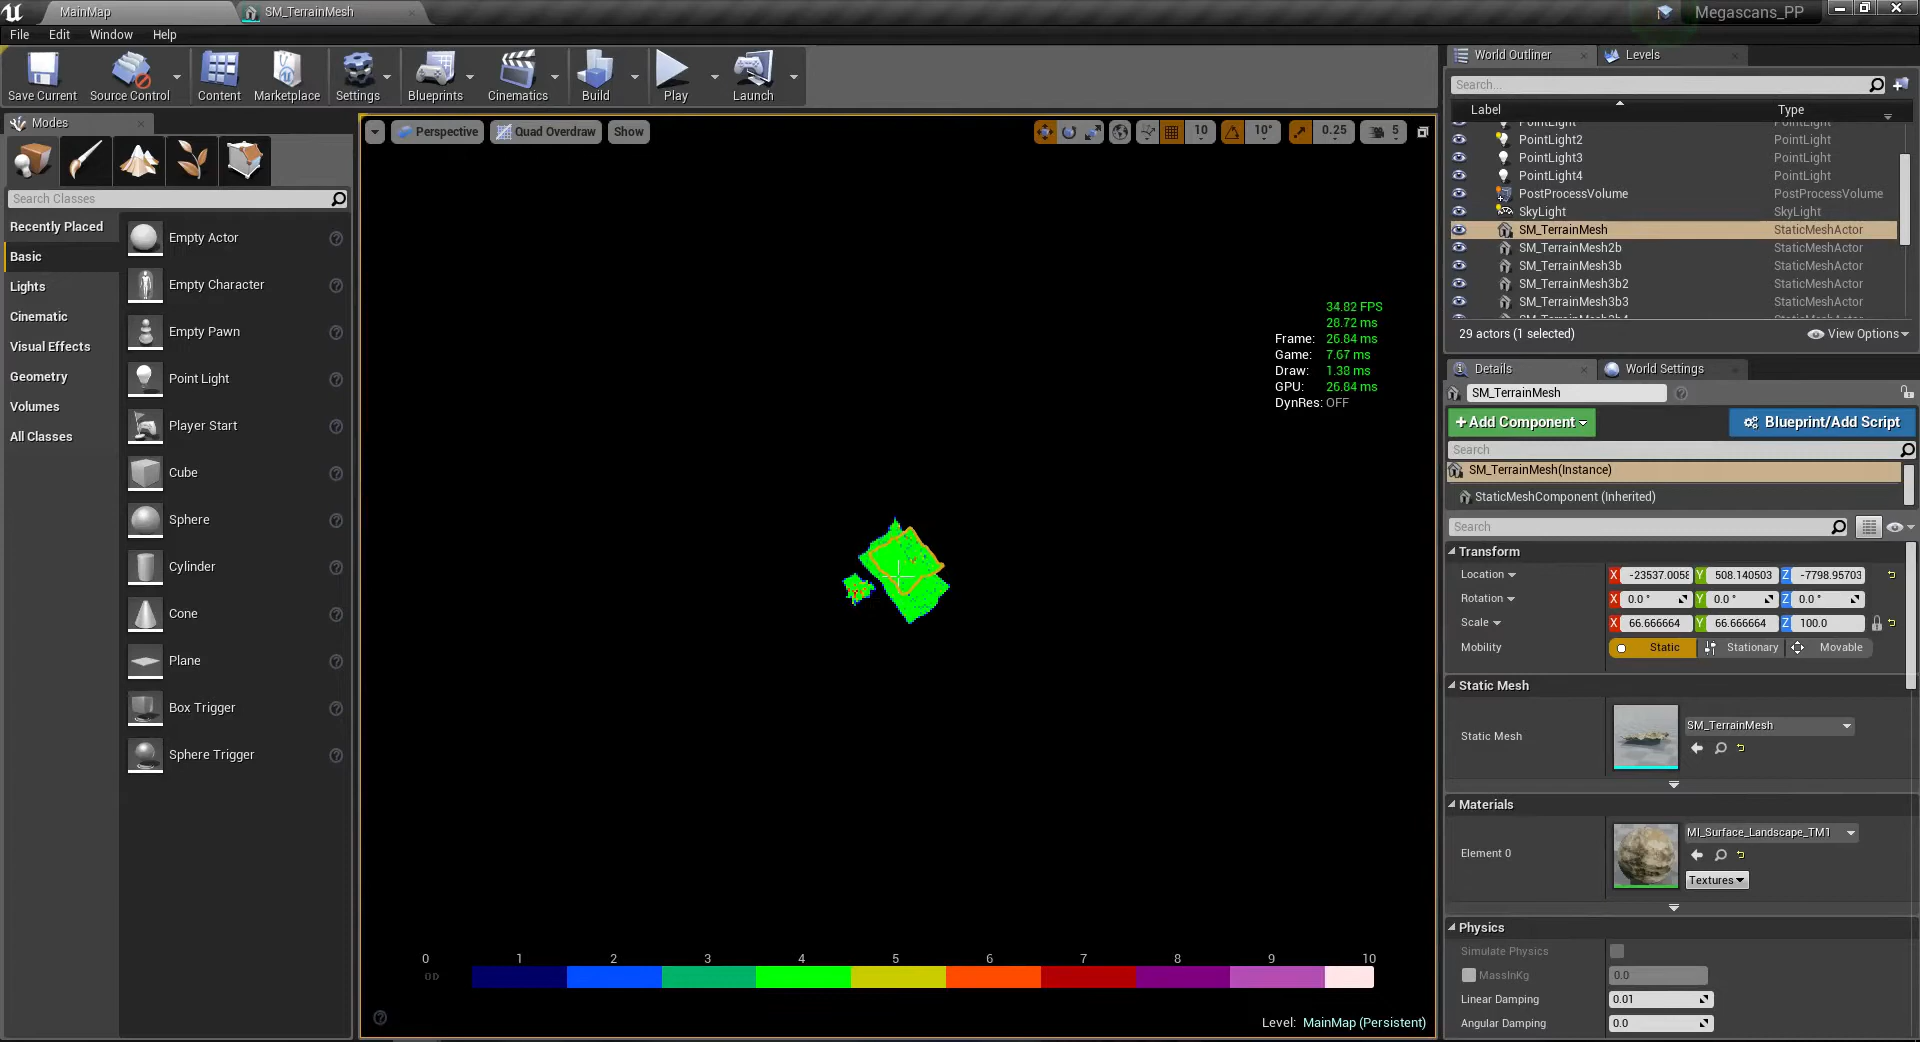 MainMap
SM_TerrainMesh
Megascans_PP
File Edit Window Help
Save Current
Source Control
Content
Marketplace
Settings
Blueprints
Cinematics
Build
Play
Launch
Modes
Search Classes
Recently Placed
Basic
Lights
Cinematic
Visual Effects
Geometry
Volumes
All Classes
Empty Actor
Empty Character
Empty Pawn
Point Light
Player Start
Cube
Sphere
Cylinder
Cone
Plane
Box Trigger
Sphere Trigger
Perspective
Quad Overdraw
Show
10
10°
0.25
5
34.82 FPS
28.72 ms
Frame: 26.84 ms
Game: 7.67 ms
Draw: 1.38 ms
GPU: 26.84 ms
DynRes: OFF
0 1 2 3 4 5 6 7 8 9 10
OD
Level: MainMap (Persistent)
World Outliner
Levels
Search...
Label Type
PointLight PointLight
PointLight2 PointLight
PointLight3 PointLight
PointLight4 PointLight
PostProcessVolume PostProcessVolume
SkyLight SkyLight
SM_TerrainMesh StaticMeshActor
SM_TerrainMesh2b StaticMeshActor
SM_TerrainMesh3b StaticMeshActor
SM_TerrainMesh3b2 StaticMeshActor
SM_TerrainMesh3b3 StaticMeshActor
29 actors (1 selected)
View Options
Details
World Settings
SM_TerrainMesh
+Add Component
Blueprint/Add Script
Search
SM_TerrainMesh(Instance)
StaticMeshComponent (Inherited)
Search
Transform
Location X -23537.0058 Y 508.140503 Z -7798.95703
Rotation X 0.0 ° Y 0.0 ° Z 0.0 °
Scale X 66.666664 Y 66.666664 Z 100.0
Mobility Static Stationary Movable
Static Mesh
Static Mesh
SM_TerrainMesh
Materials
Element 0
MI_Surface_Landscape_TM1
Textures
Physics
Simulate Physics
MassInKg 0.0
Linear Damping 0.01
Angular Damping 0.0